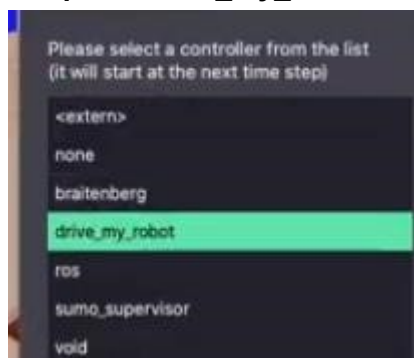 Please select a controller from the list
(it will start at the next time step)
<extern>
none
braitenberg
drive_my_robot
ros
sumo_supervisor
void